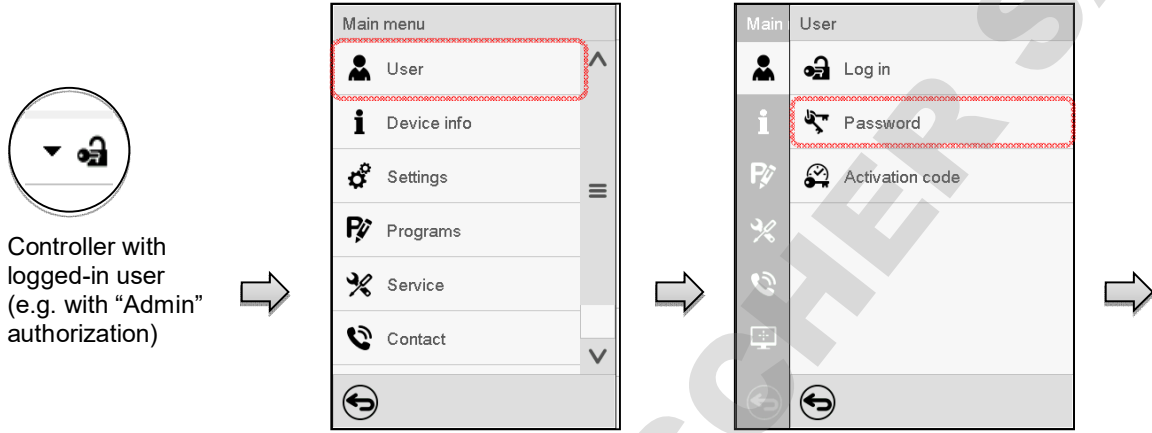 Controller with
logged-in user
(e.g. with “Admin”
authorization)
Main menu
User
Device info
Settings
Programs
Service
Contact
Main
User
Log in
Password
Activation code